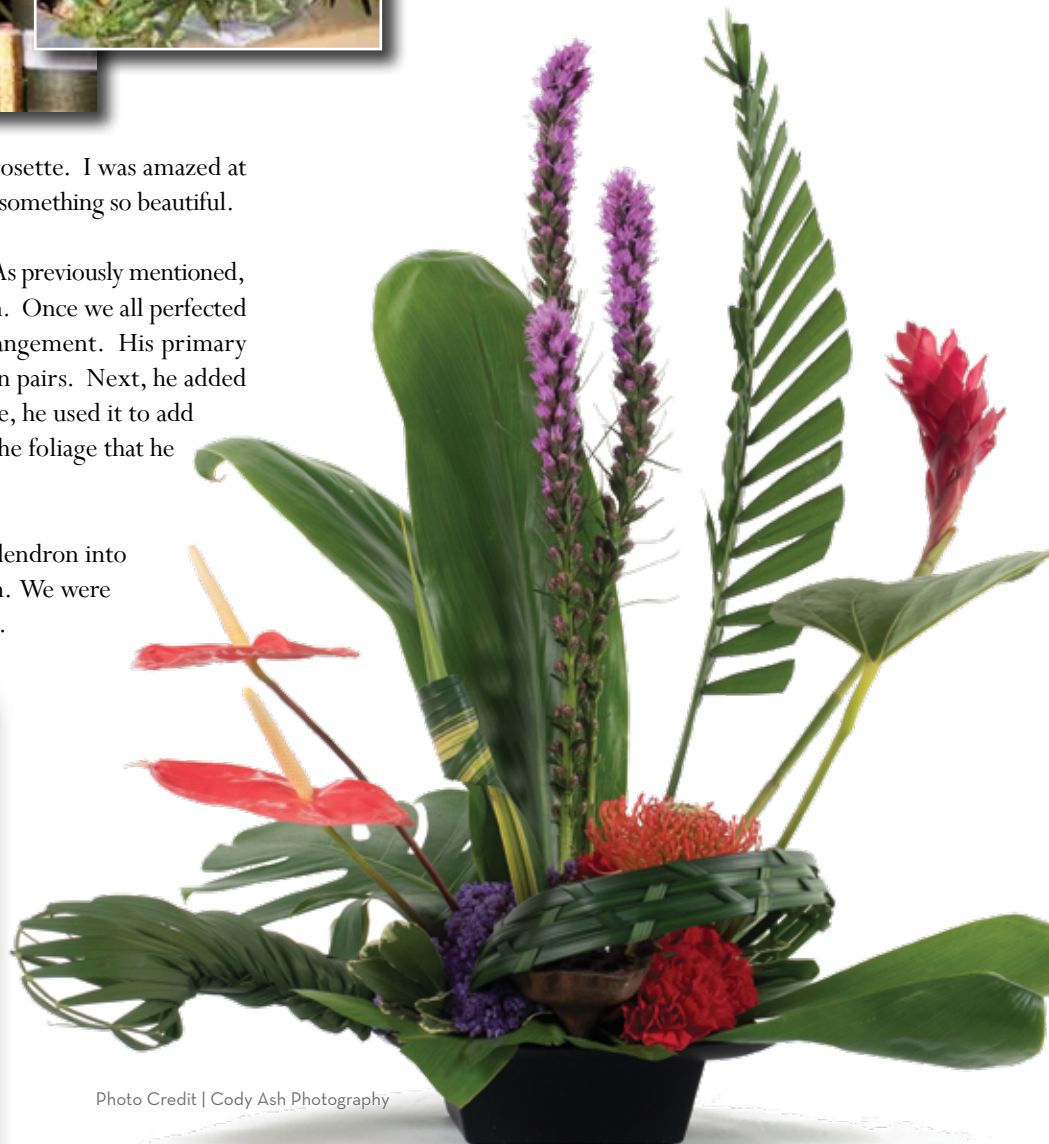 osette. I was amazed at
something so beautiful.
As previously mentioned,
. Once we all perfected
angement. His primary
n pairs. Next, he added
e, he used it to add
he foliage that he
lendron into
. We were
.
Photo Credit | Cody Ash Photography